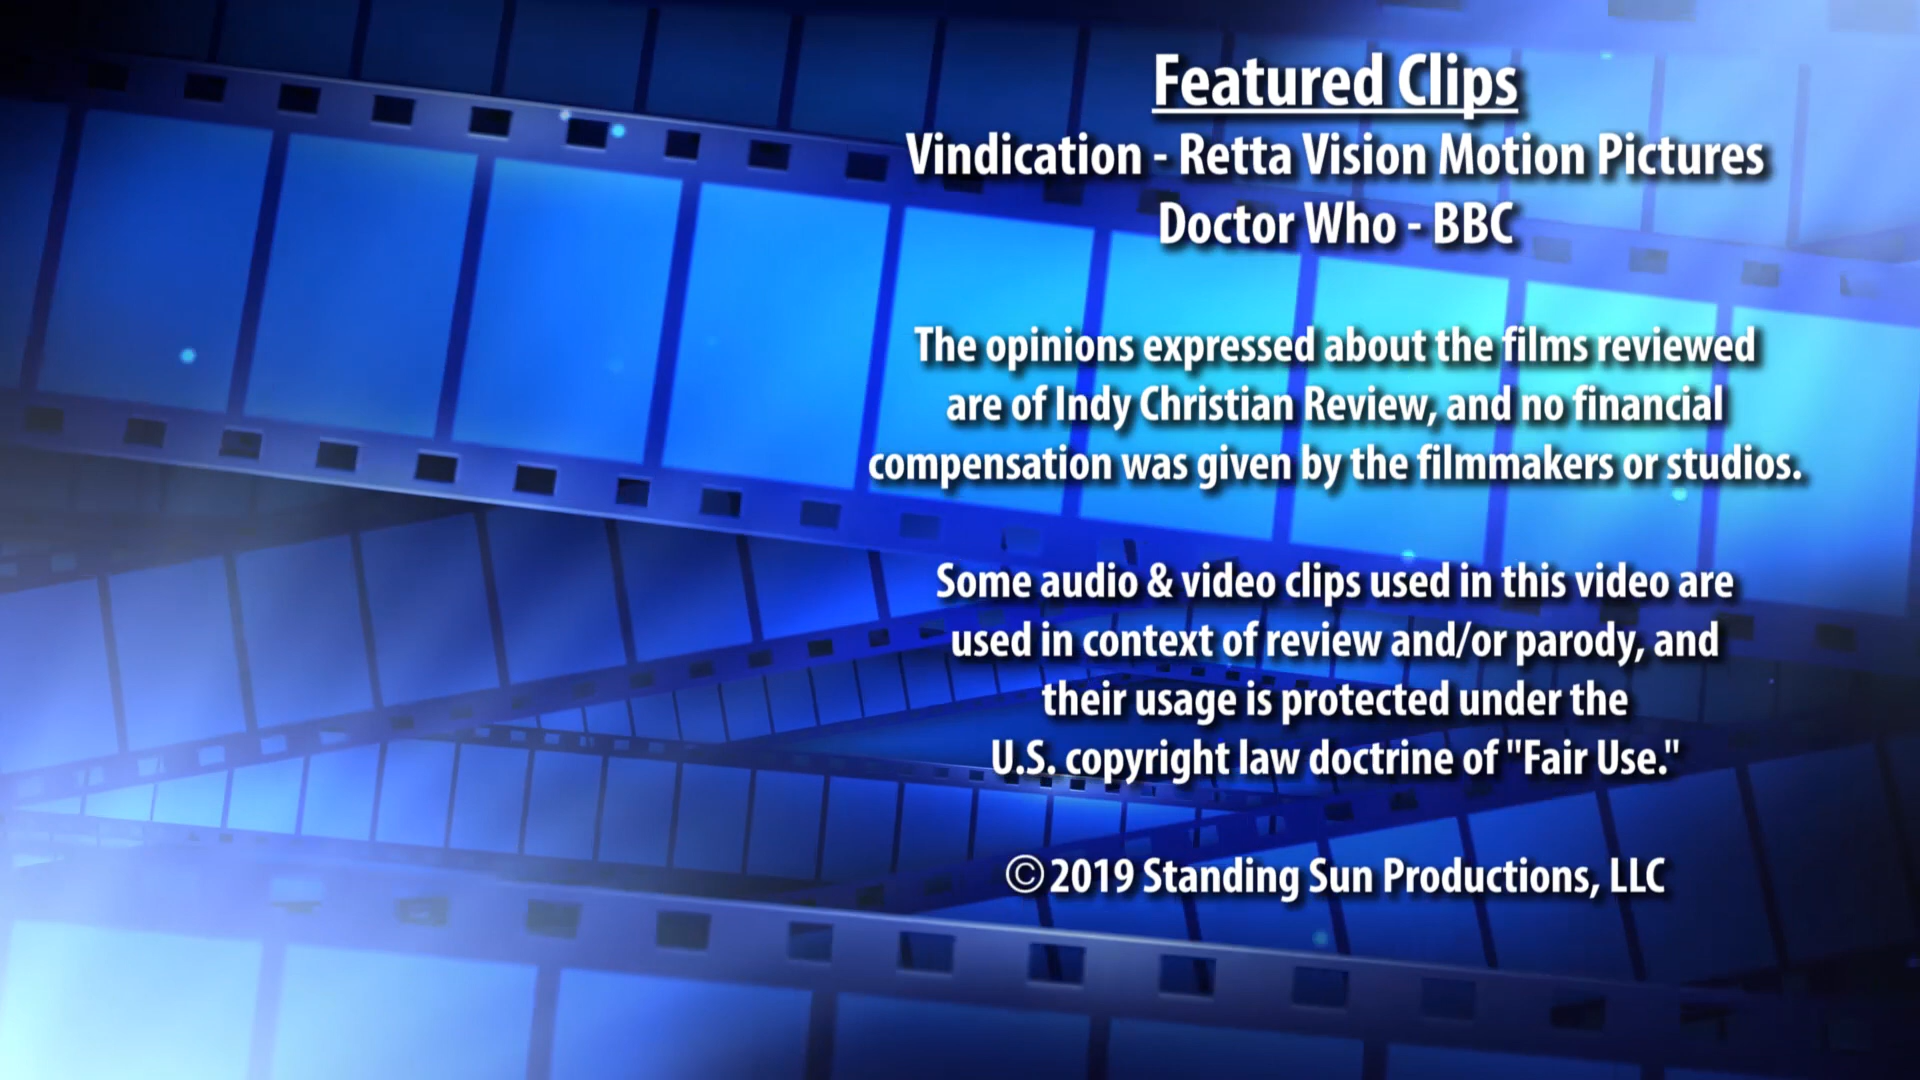 Featured Clips
Vindication - Retta Vision Motion Pictures
Doctor Who - BBC
The opinions expressed about the films reviewed
are of Indy Christian Review, and no financial
compensation was given by the filmmakers or studios.
Some audio & video clips used in this video are
used in context of review and/or parody, and
their usage is protected under the
U.S. copyright law doctrine of "Fair Use."
©2019 Standing Sun Productions, LLC